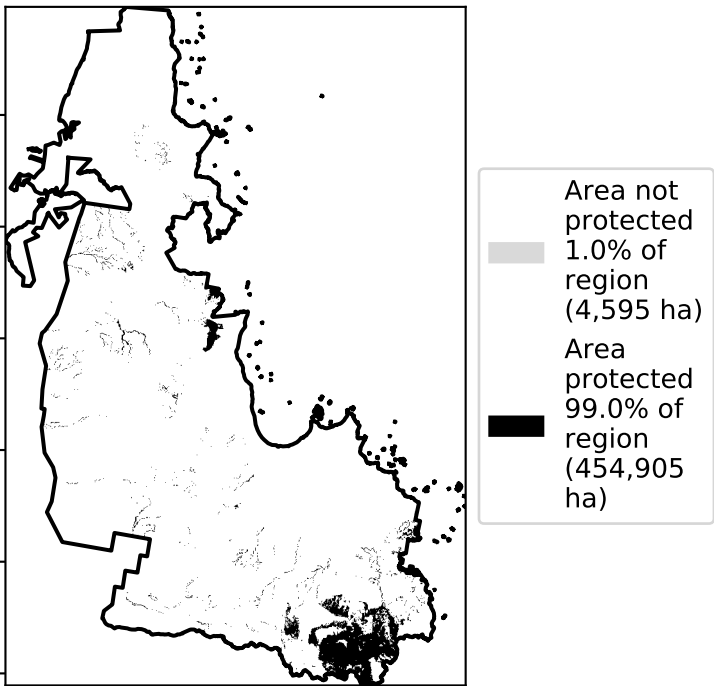 Area not
protected
1.0% of
region
(4,595 ha)
Area
protected
99.0% of
region
(454,905
ha)